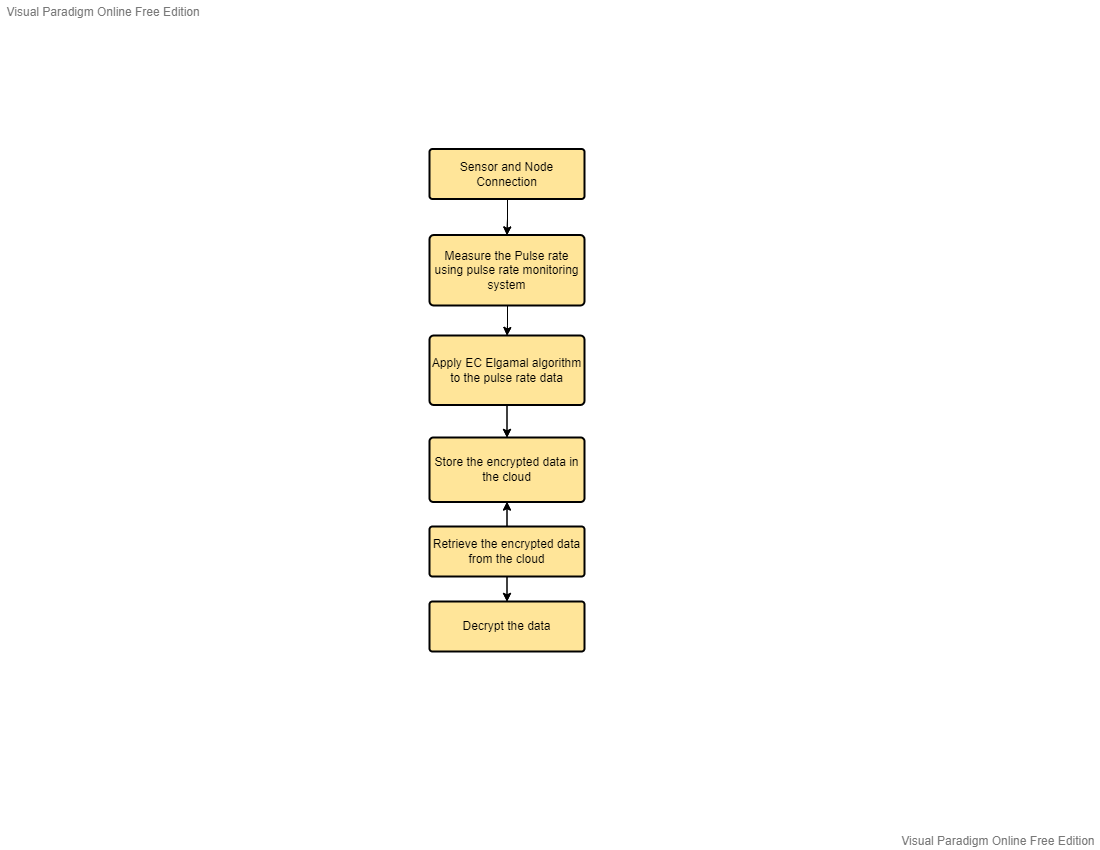 Visual Paradigm Online Free Edition
Sensor and Node
Connection
Measure the Pulse rate
using pulse rate monitoring
system
Apply EC Elgamal algorithm
to the pulse rate data
Store the encrypted data in
the cloud
Retrieve the encrypted data
from the cloud
Decrypt the data
Visual Paradigm Online Free Edition